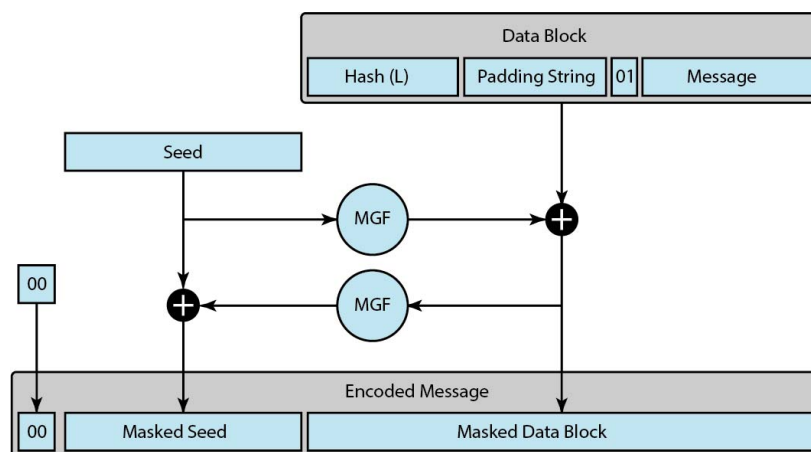 Data Block
Hash (L) Padding String 01 Message
Seed
MGF
00
MGF
Encoded Message
00 Masked Seed Masked Data Block